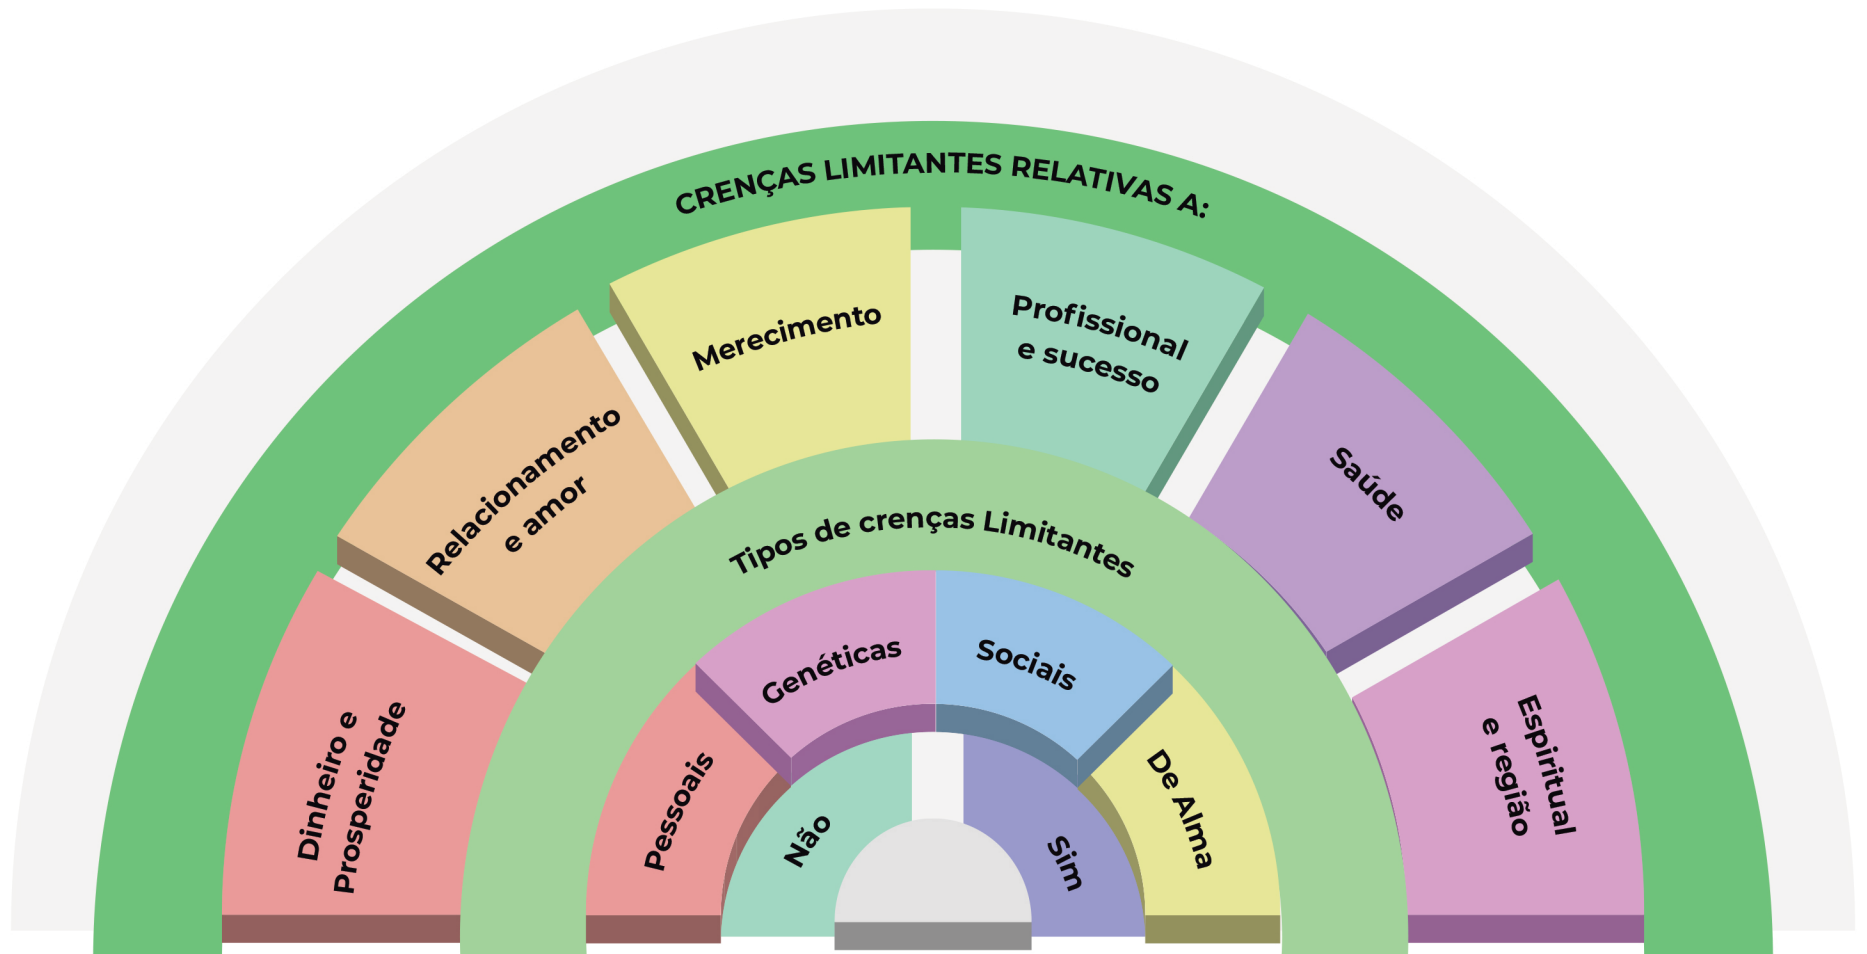 CRENÇAS LIMITANTES RELATIVAS A:
Dinheiro e
Prosperidade
Relacionamento
e amor
Merecimento
Profissional
e sucesso
Saúde
Espiritual
e região
Tipos de crenças Limitantes
Pessoais
Genéticas
Sociais
De Alma
Não
Sim